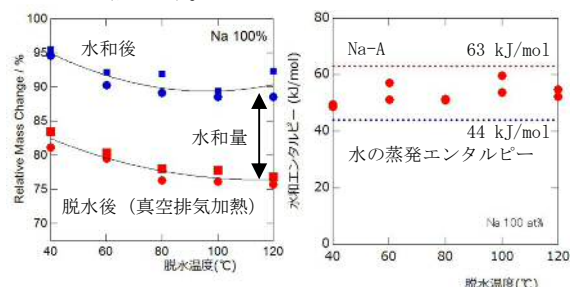 100
95
90
85
80
75
40
60
80
100
120
Relative Mass Change / %
脱水温度(℃)
水和後
Na 100%
水和量
脱水後（真空排気加熱）
80
60
40
20
0
40
60
80
100
120
水和エンタルピー (kJ/mol)
Na-A
63 kJ/mol
44 kJ/mol
水の蒸発エンタルピー
Na 100 at%
脱水温度(℃)